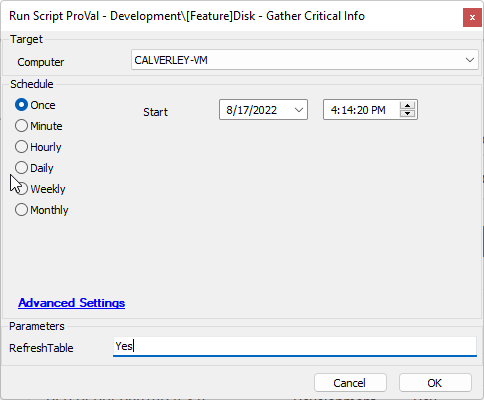 Run Script ProVal - Development\[Feature]Disk - Gather Critical Info
x
Target
Computer CALVERLEY-VM
Schedule
Once
Start 8/17/2022 4:14:20 PM
Minute
Hourly
Daily
Weekly
Monthly
Advanced Settings
Parameters
RefreshTable Yes
Cancel OK